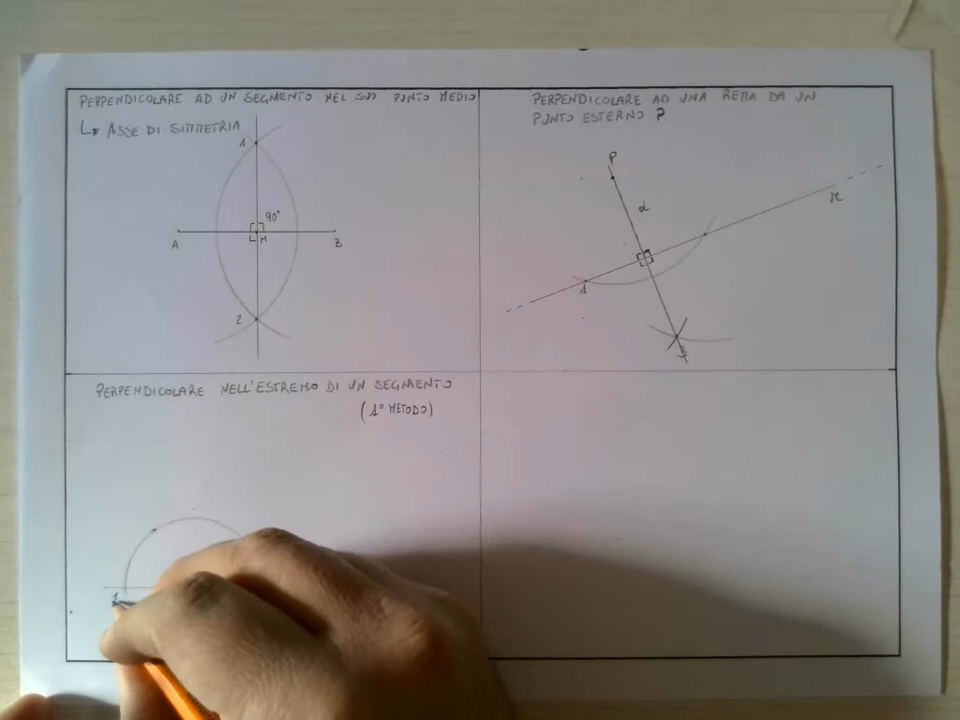 PERPENDICOLARE AD UN SEGMENTO NEL SUO PUNTO MEDIO
ASSE DI SIMMETRIA
1
90°
A
M
B
2
PERPENDICOLARE AD UNA RETTA DA UN
PUNTO ESTERNO P
P
r
1
PERPENDICOLARE NELL'ESTREMO DI UN SEGMENTO
(1° METODO)
1